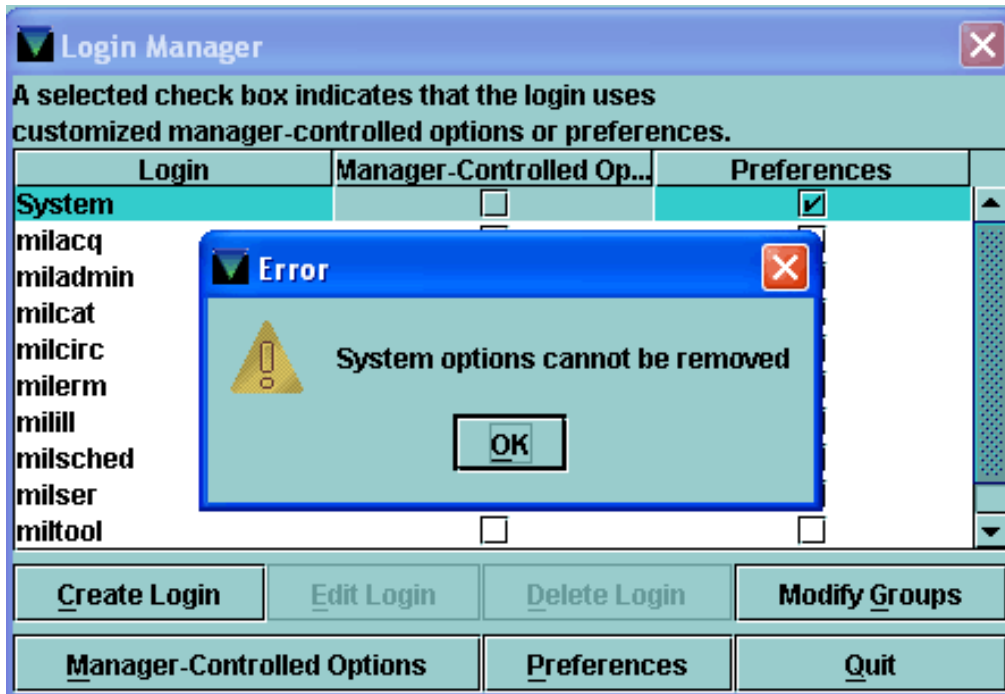 Login Manager
A selected check box indicates that the login uses
customized manager-controlled options or preferences.
Login Manager-Controlled Op... Preferences
System
milacq
miladmin
milcat
milcirc
milerm
milill
milsched
milser
miltool
Error
System options cannot be removed
OK
Create Login Edit Login Delete Login Modify Groups
Manager-Controlled Options Preferences Quit